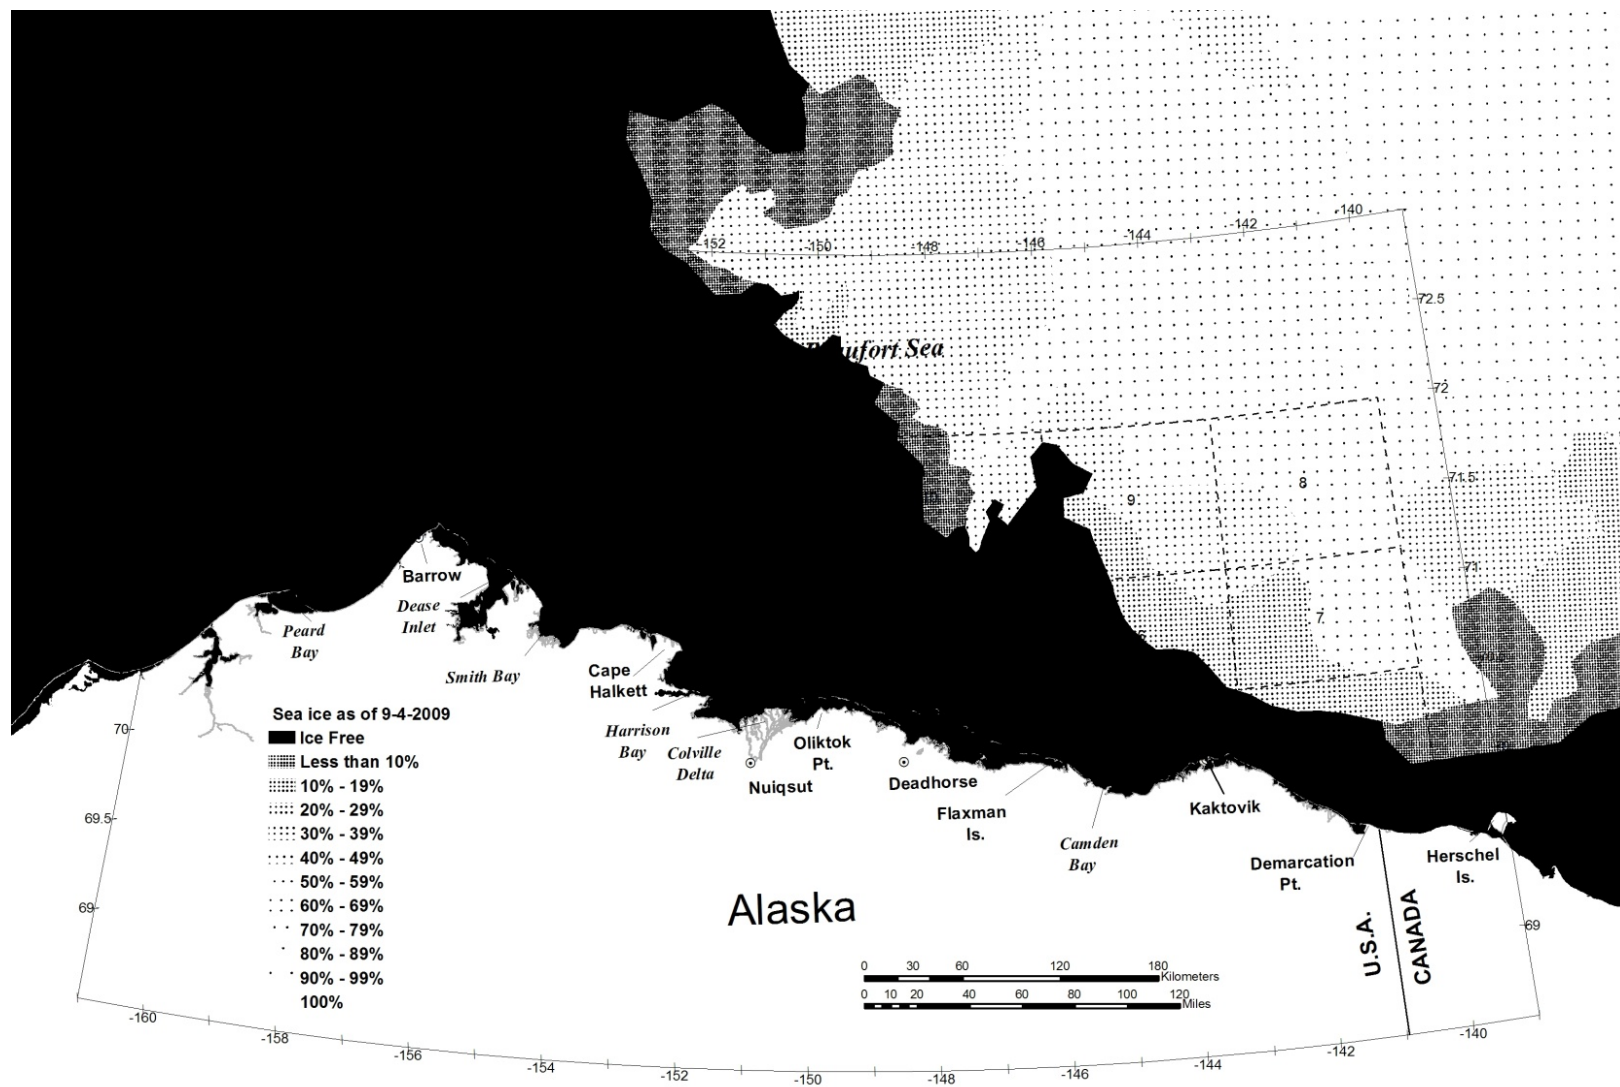 -140
-142
-144
-146
-148
-150
-152
72.5
ufort Sea
72
71.5
8
9
71
7
Barrow
Dease
Inlet
Peard
Bay
Smith Bay
Cape
Halkett
Harrison
Bay
Colville
Delta
Nuiqsut
Oliktok
Pt.
Deadhorse
Flaxman
Is.
Camden
Bay
Kaktovik
Demarcation
Pt.
Herschel
Is.
Sea ice as of 9-4-2009
Ice Free
Less than 10%
10% - 19%
20% - 29%
30% - 39%
40% - 49%
50% - 59%
60% - 69%
70% - 79%
80% - 89%
90% - 99%
100%
70
69.5
69
Alaska
U.S.A.
CANADA
69
0 30 60 120 180
Kilometers
0 10 20 40 60 80 100 120
Miles
-160
-158
-156
-154
-152
-150
-148
-146
-144
-142
-140